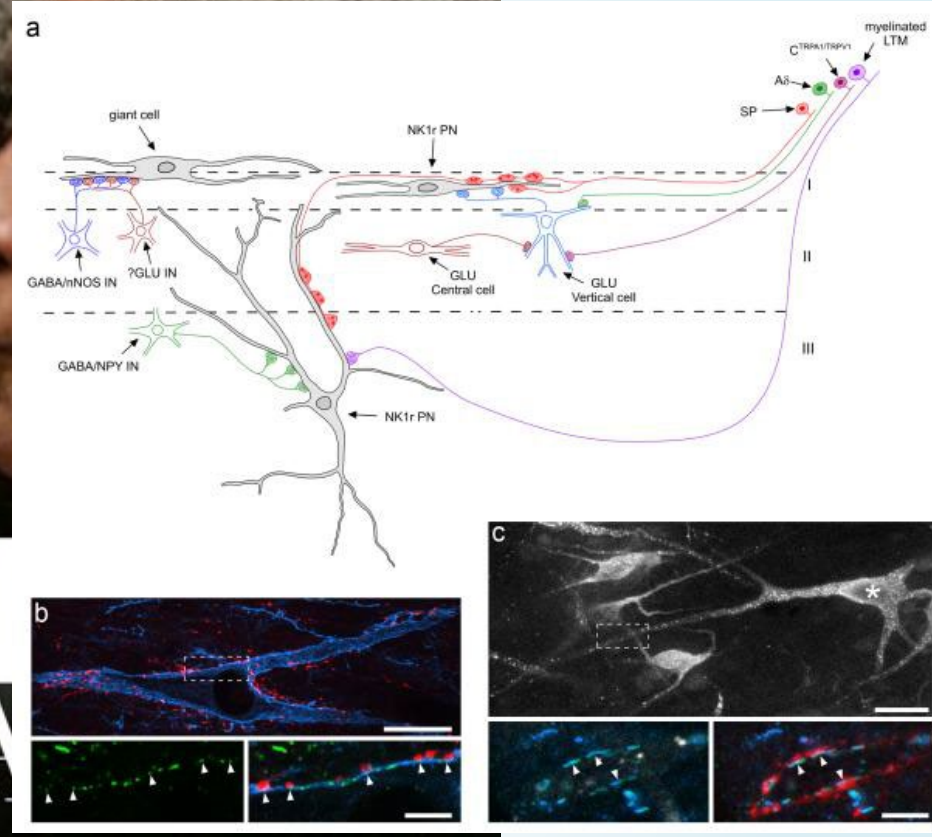 a
myelinated
LTM
C^TRPA1/TRPV1
Aδ
SP
giant cell
NK1r PN
I
II
III
GABA/nNOS IN
?GLU IN
GLU
Central cell
GLU
Vertical cell
GABA/NPY IN
NK1r PN
b
c
*